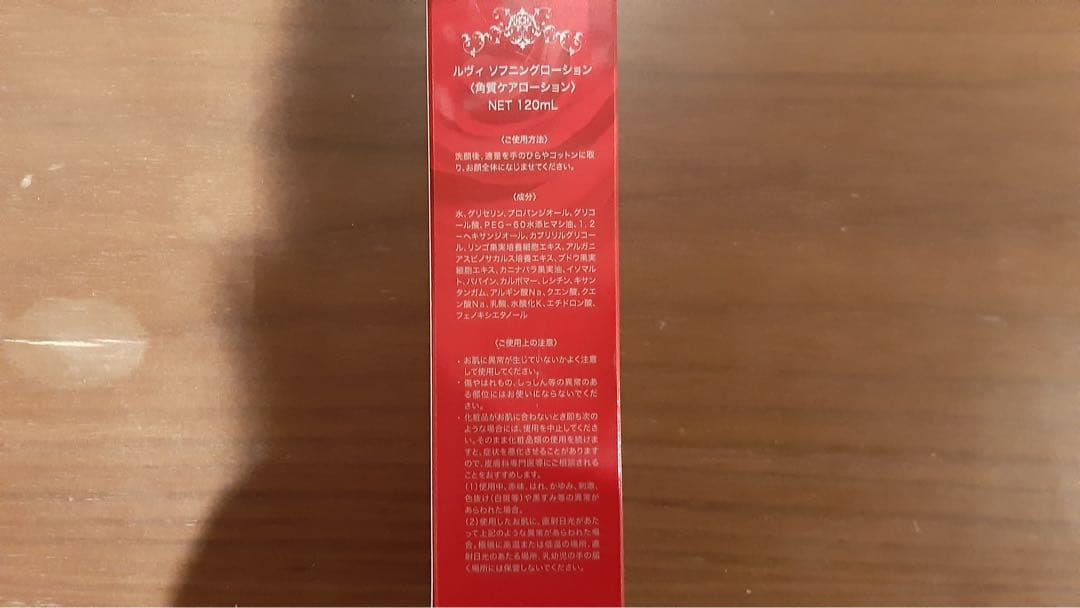 ルヴィ ソフニングローション
〈角質ケアローション〉
NET 120mL
〈ご使用方法〉
洗顔後、適量を手のひらやコットンに取
り、お顔全体になじませてください。
〈成分〉
水、グリセリン、プロパンジオール、グリコ
ール酸、PEG-60水添ヒマシ油、1,2
-ヘキサンジオール、カプリリルグリコー
ル、リンゴ果実培養細胞エキス、アルガニ
アスピノサカルス培養エキス、ブドウ果実
細胞エキス、カニナバラ果実油、イソマル
ト、パパイン、カルボマー、レシチン、キサン
タンガム、アルギン酸Na、クエン酸、クエ
ン酸Na、乳酸、水酸化K、エチドロン酸、
フェノキシエタノール
〈ご使用上の注意〉
・お肌に異常が生じていないかよく注意
して使用してください。
・傷やはれもの、しっしん等の異常のあ
る部位にはお使いにならないでくだ
さい。
・化粧品がお肌に合わないとき即ち次の
ような場合には、使用を中止してくださ
い。そのまま化粧品類の使用を続けま
すと、症状を悪化させることがあります
ので、皮膚科専門医等にご相談される
ことをおすすめします。
(1)使用中、赤味、はれ、かゆみ、刺激、
色抜け(白斑等)や黒ずみ等の異常が
あらわれた場合。
(2)使用したお肌に、直射日光があた
って上記のような異常があらわれた場
合。極端に高温または低温の場所、直
射日光のあたる場所、乳幼児の手の届
く場所には保管しないでください。